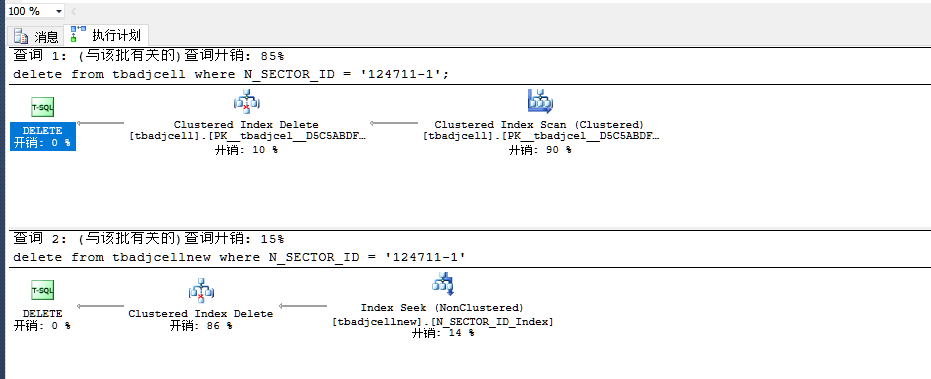 100 %
消息 执行计划
查询 1: (与该批有关的)查询开销: 85%
delete from tbadjcell where N_SECTOR_ID = '124711-1';
T-SQL
DELETE
开销: 0 %
Clustered Index Delete
[tbadjcell].[PK__tbadjcel__D5C5ABDF…
开销: 10 %
Clustered Index Scan (Clustered)
[tbadjcell].[PK__tbadjcel__D5C5ABDF…
开销: 90 %
查询 2: (与该批有关的)查询开销: 15%
delete from tbadjcellnew where N_SECTOR_ID = '124711-1'
T-SQL
DELETE
开销: 0 %
Clustered Index Delete
开销: 86 %
Index Seek (NonClustered)
[tbadjcellnew].[N_SECTOR_ID_Index]
开销: 14 %